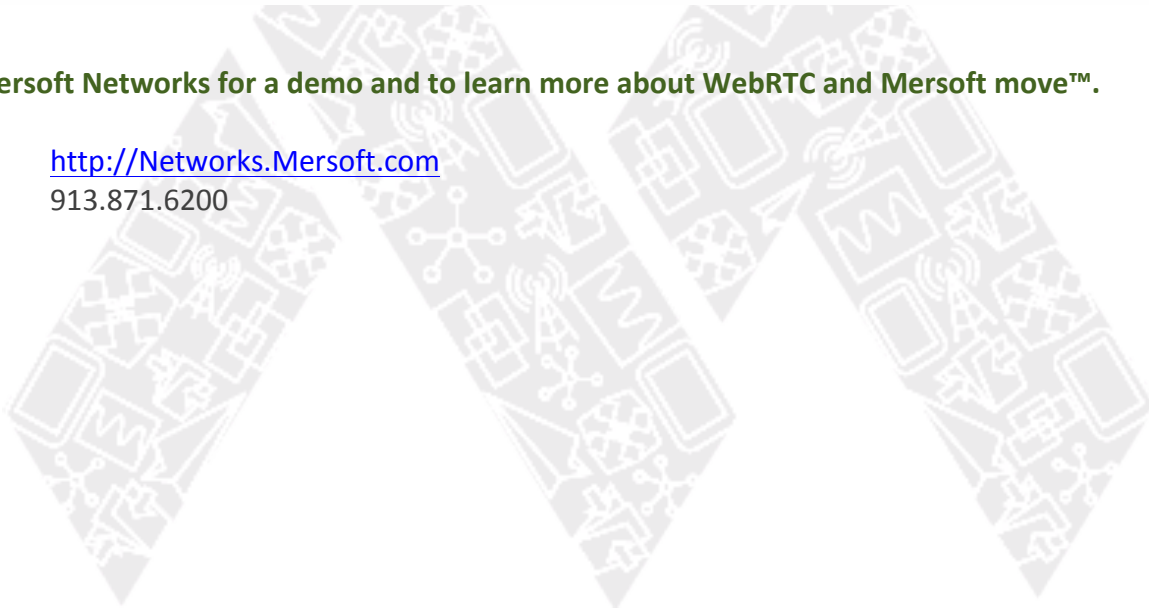 ersoft Networks for a demo and to learn more about WebRTC and Mersoft move™.
http://Networks.Mersoft.com
913.871.6200